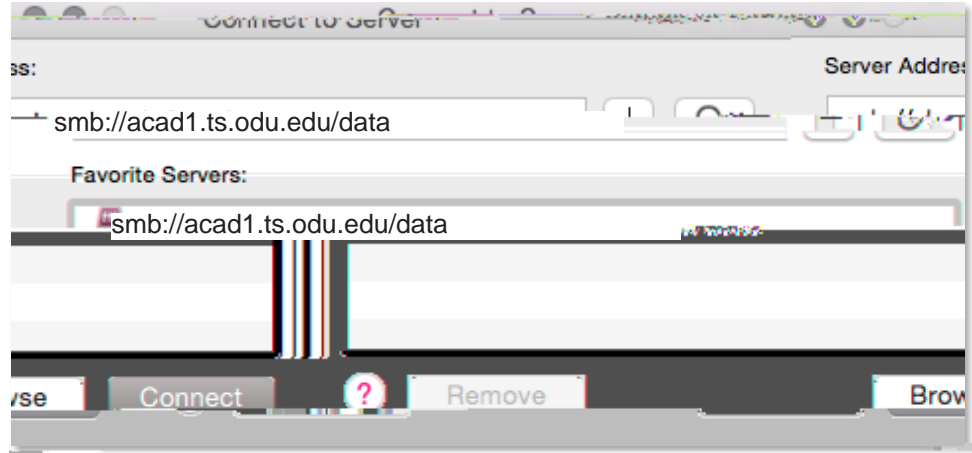 Connect to Server
ss: Server Addres
smb://acad1.ts.odu.edu/data
Favorite Servers:
smb://acad1.ts.odu.edu/data
wse Connect ? Remove Brow